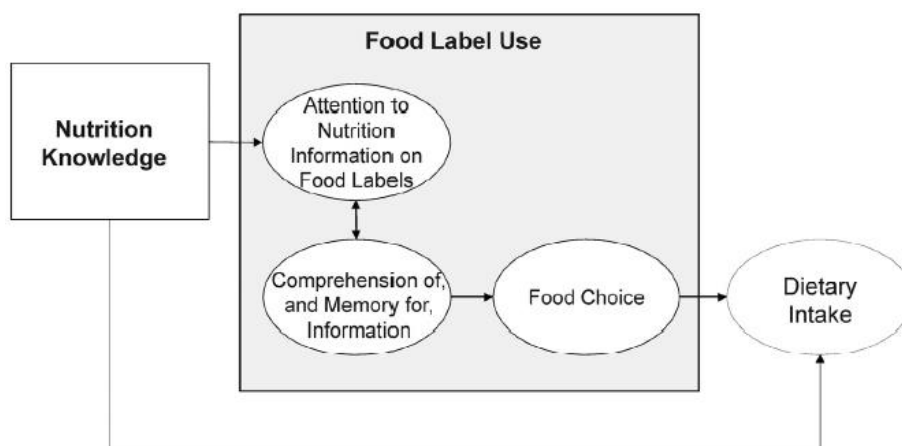 Food Label Use
Nutrition
Knowledge
Attention to
Nutrition
Information on
Food Labels
Comprehension of,
and Memory for,
Information
Food Choice
Dietary
Intake